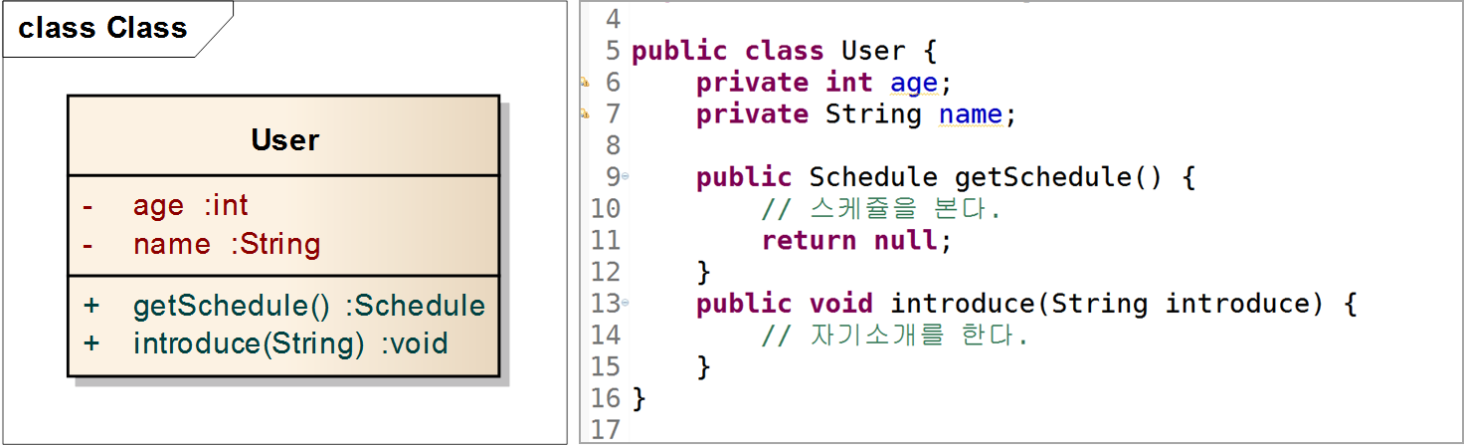 class Class
User
- age :int
- name :String
+ getSchedule() :Schedule
+ introduce(String) :void
4
5 public class User {
6 private int age;
7 private String name;
8
9 public Schedule getSchedule() {
10 // 스케쥴을 본다.
11 return null;
12 }
13 public void introduce(String introduce) {
14 // 자기소개를 한다.
15 }
16 }
17